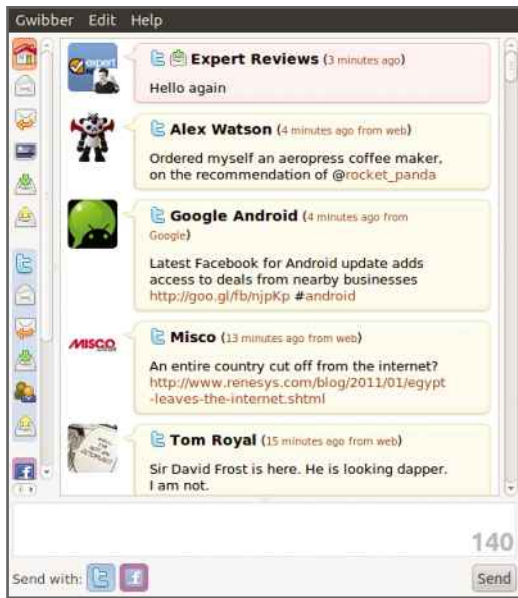 Gwibber Edit Help
Expert Reviews (3 minutes ago)
Hello again
Alex Watson (4 minutes ago from web)
Ordered myself an aeropress coffee maker,
on the recommendation of @rocket_panda
Google Android (4 minutes ago from
Google)
Latest Facebook for Android update adds
access to deals from nearby businesses
http://goo.gl/fb/njpKp #android
MISCO
Misco (13 minutes ago from web)
An entire country cut off from the internet?
http://www.renesys.com/blog/2011/01/egypt
-leaves-the-internet.shtml
Tom Royal (15 minutes ago from web)
Sir David Frost is here. He is looking dapper.
I am not.
140
Send with:
Send